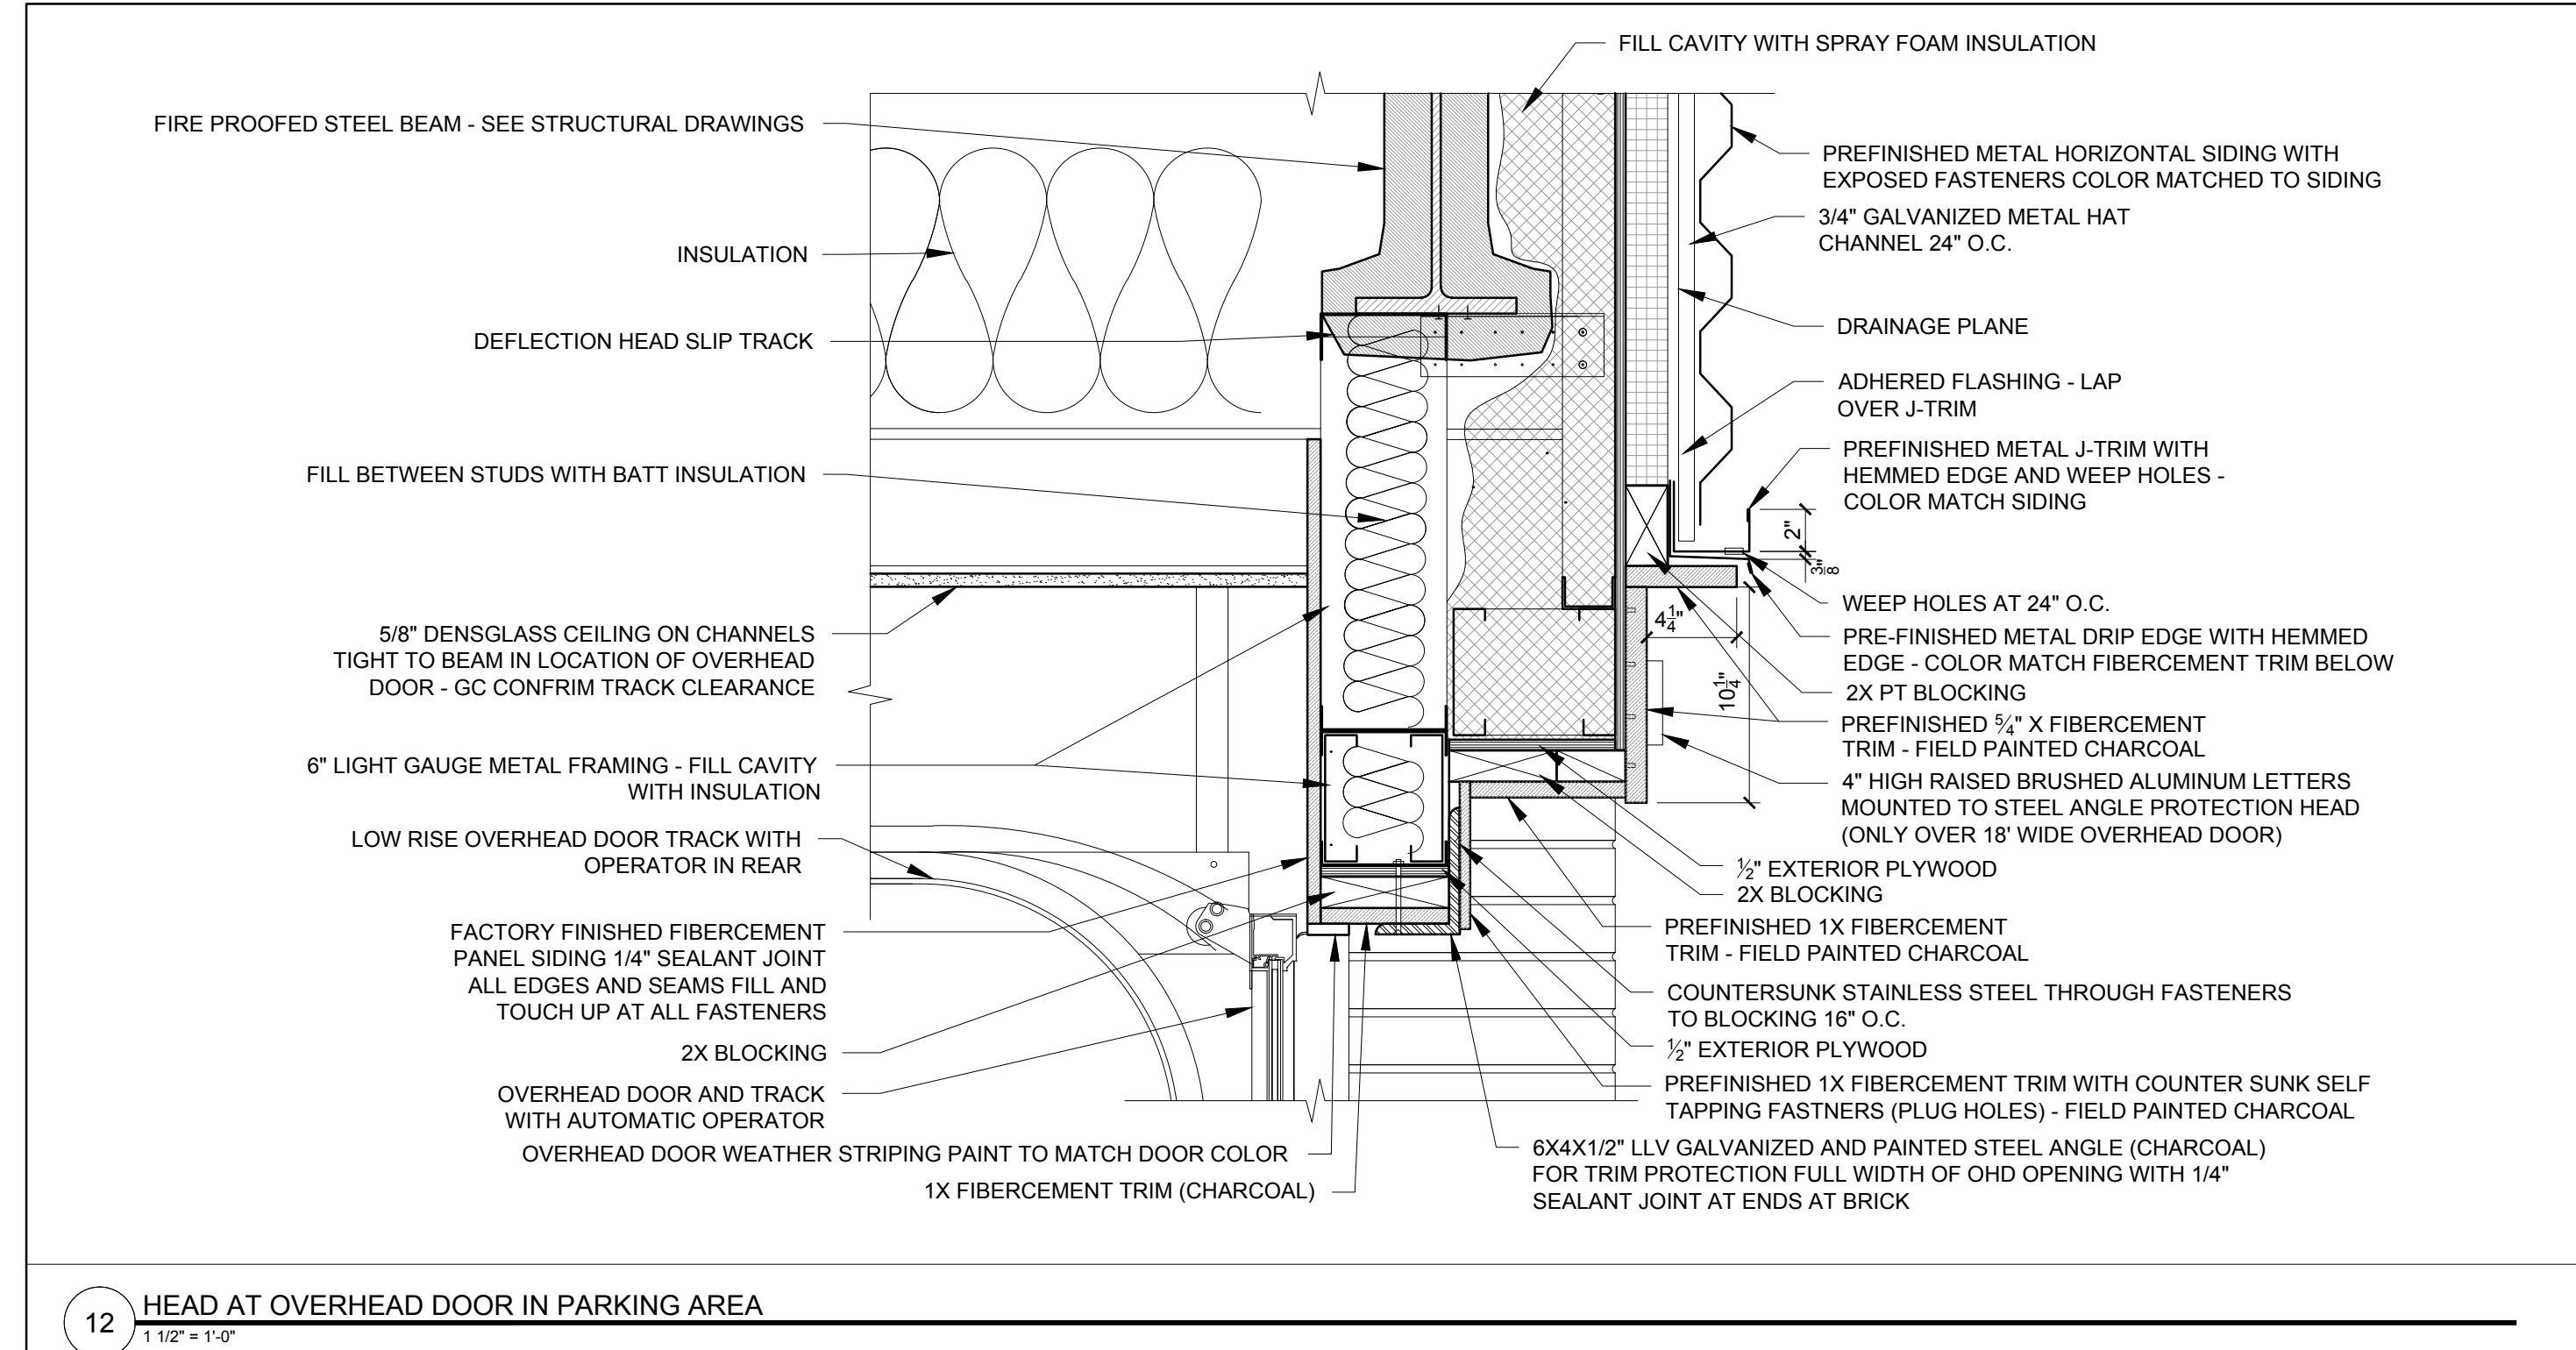 FILL CAVITY WITH SPRAY FOAM INSULATION
FIRE PROOFED STEEL BEAM - SEE STRUCTURAL DRAWINGS
INSULATION
DEFLECTION HEAD SLIP TRACK
FILL BETWEEN STUDS WITH BATT INSULATION
5/8" DENSGLASS CEILING ON CHANNELS
TIGHT TO BEAM IN LOCATION OF OVERHEAD
DOOR - GC CONFRIM TRACK CLEARANCE
6" LIGHT GAUGE METAL FRAMING - FILL CAVITY
WITH INSULATION
LOW RISE OVERHEAD DOOR TRACK WITH
OPERATOR IN REAR
FACTORY FINISHED FIBERCEMENT
PANEL SIDING 1/4" SEALANT JOINT
ALL EDGES AND SEAMS FILL AND
TOUCH UP AT ALL FASTENERS
2X BLOCKING
OVERHEAD DOOR AND TRACK
WITH AUTOMATIC OPERATOR
OVERHEAD DOOR WEATHER STRIPING PAINT TO MATCH DOOR COLOR
1X FIBERCEMENT TRIM (CHARCOAL)
PREFINISHED METAL HORIZONTAL SIDING WITH
EXPOSED FASTENERS COLOR MATCHED TO SIDING
3/4" GALVANIZED METAL HAT
CHANNEL 24" O.C.
DRAINAGE PLANE
ADHERED FLASHING - LAP
OVER J-TRIM
PREFINISHED METAL J-TRIM WITH
HEMMED EDGE AND WEEP HOLES -
COLOR MATCH SIDING
2"
3/8"
4 1/4"
10 1/4"
WEEP HOLES AT 24" O.C.
PRE-FINISHED METAL DRIP EDGE WITH HEMMED
EDGE - COLOR MATCH FIBERCEMENT TRIM BELOW
2X PT BLOCKING
PREFINISHED 5/4" X FIBERCEMENT
TRIM - FIELD PAINTED CHARCOAL
4" HIGH RAISED BRUSHED ALUMINUM LETTERS
MOUNTED TO STEEL ANGLE PROTECTION HEAD
(ONLY OVER 18' WIDE OVERHEAD DOOR)
1/2" EXTERIOR PLYWOOD
2X BLOCKING
PREFINISHED 1X FIBERCEMENT
TRIM - FIELD PAINTED CHARCOAL
COUNTERSUNK STAINLESS STEEL THROUGH FASTENERS
TO BLOCKING 16" O.C.
1/2" EXTERIOR PLYWOOD
PREFINISHED 1X FIBERCEMENT TRIM WITH COUNTER SUNK SELF
TAPPING FASTNERS (PLUG HOLES) - FIELD PAINTED CHARCOAL
6X4X1/2" LLV GALVANIZED AND PAINTED STEEL ANGLE (CHARCOAL)
FOR TRIM PROTECTION FULL WIDTH OF OHD OPENING WITH 1/4"
SEALANT JOINT AT ENDS AT BRICK
12
HEAD AT OVERHEAD DOOR IN PARKING AREA
1 1/2" = 1'-0"